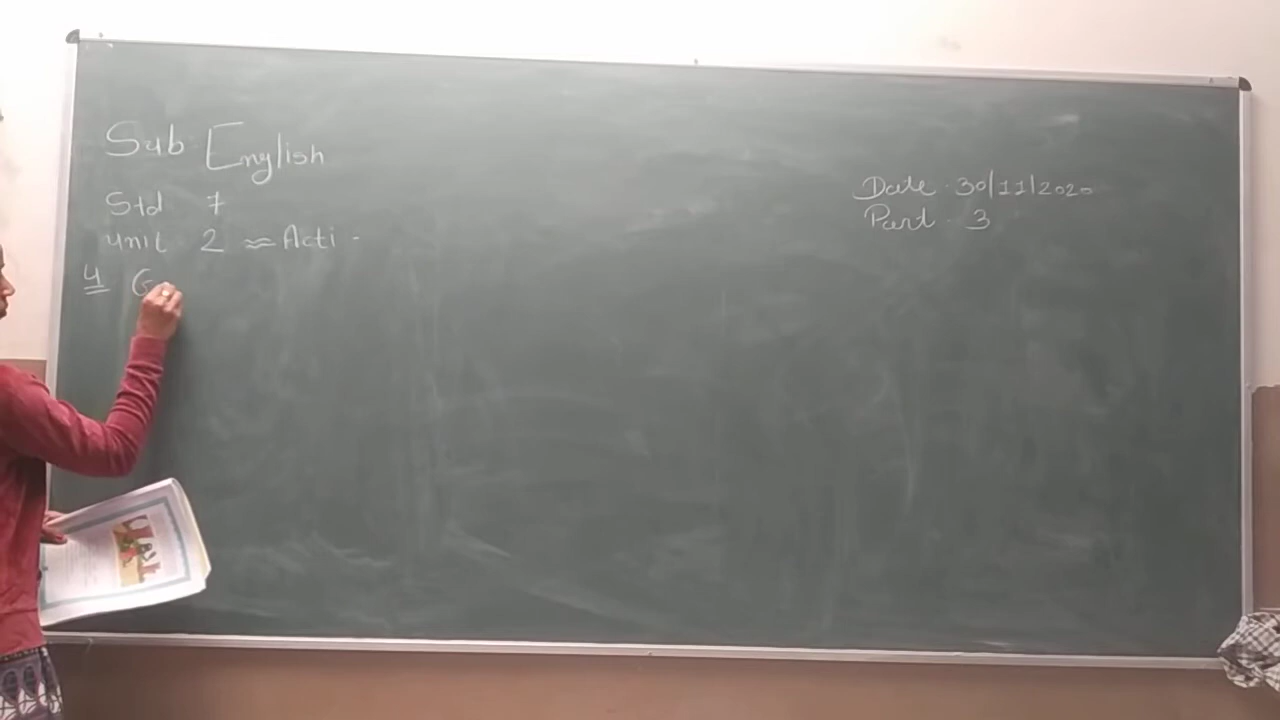 Sub English
Std 7
unit 2 ≈ Acti -
4 G
Date . 30/11/2020
Part . 3